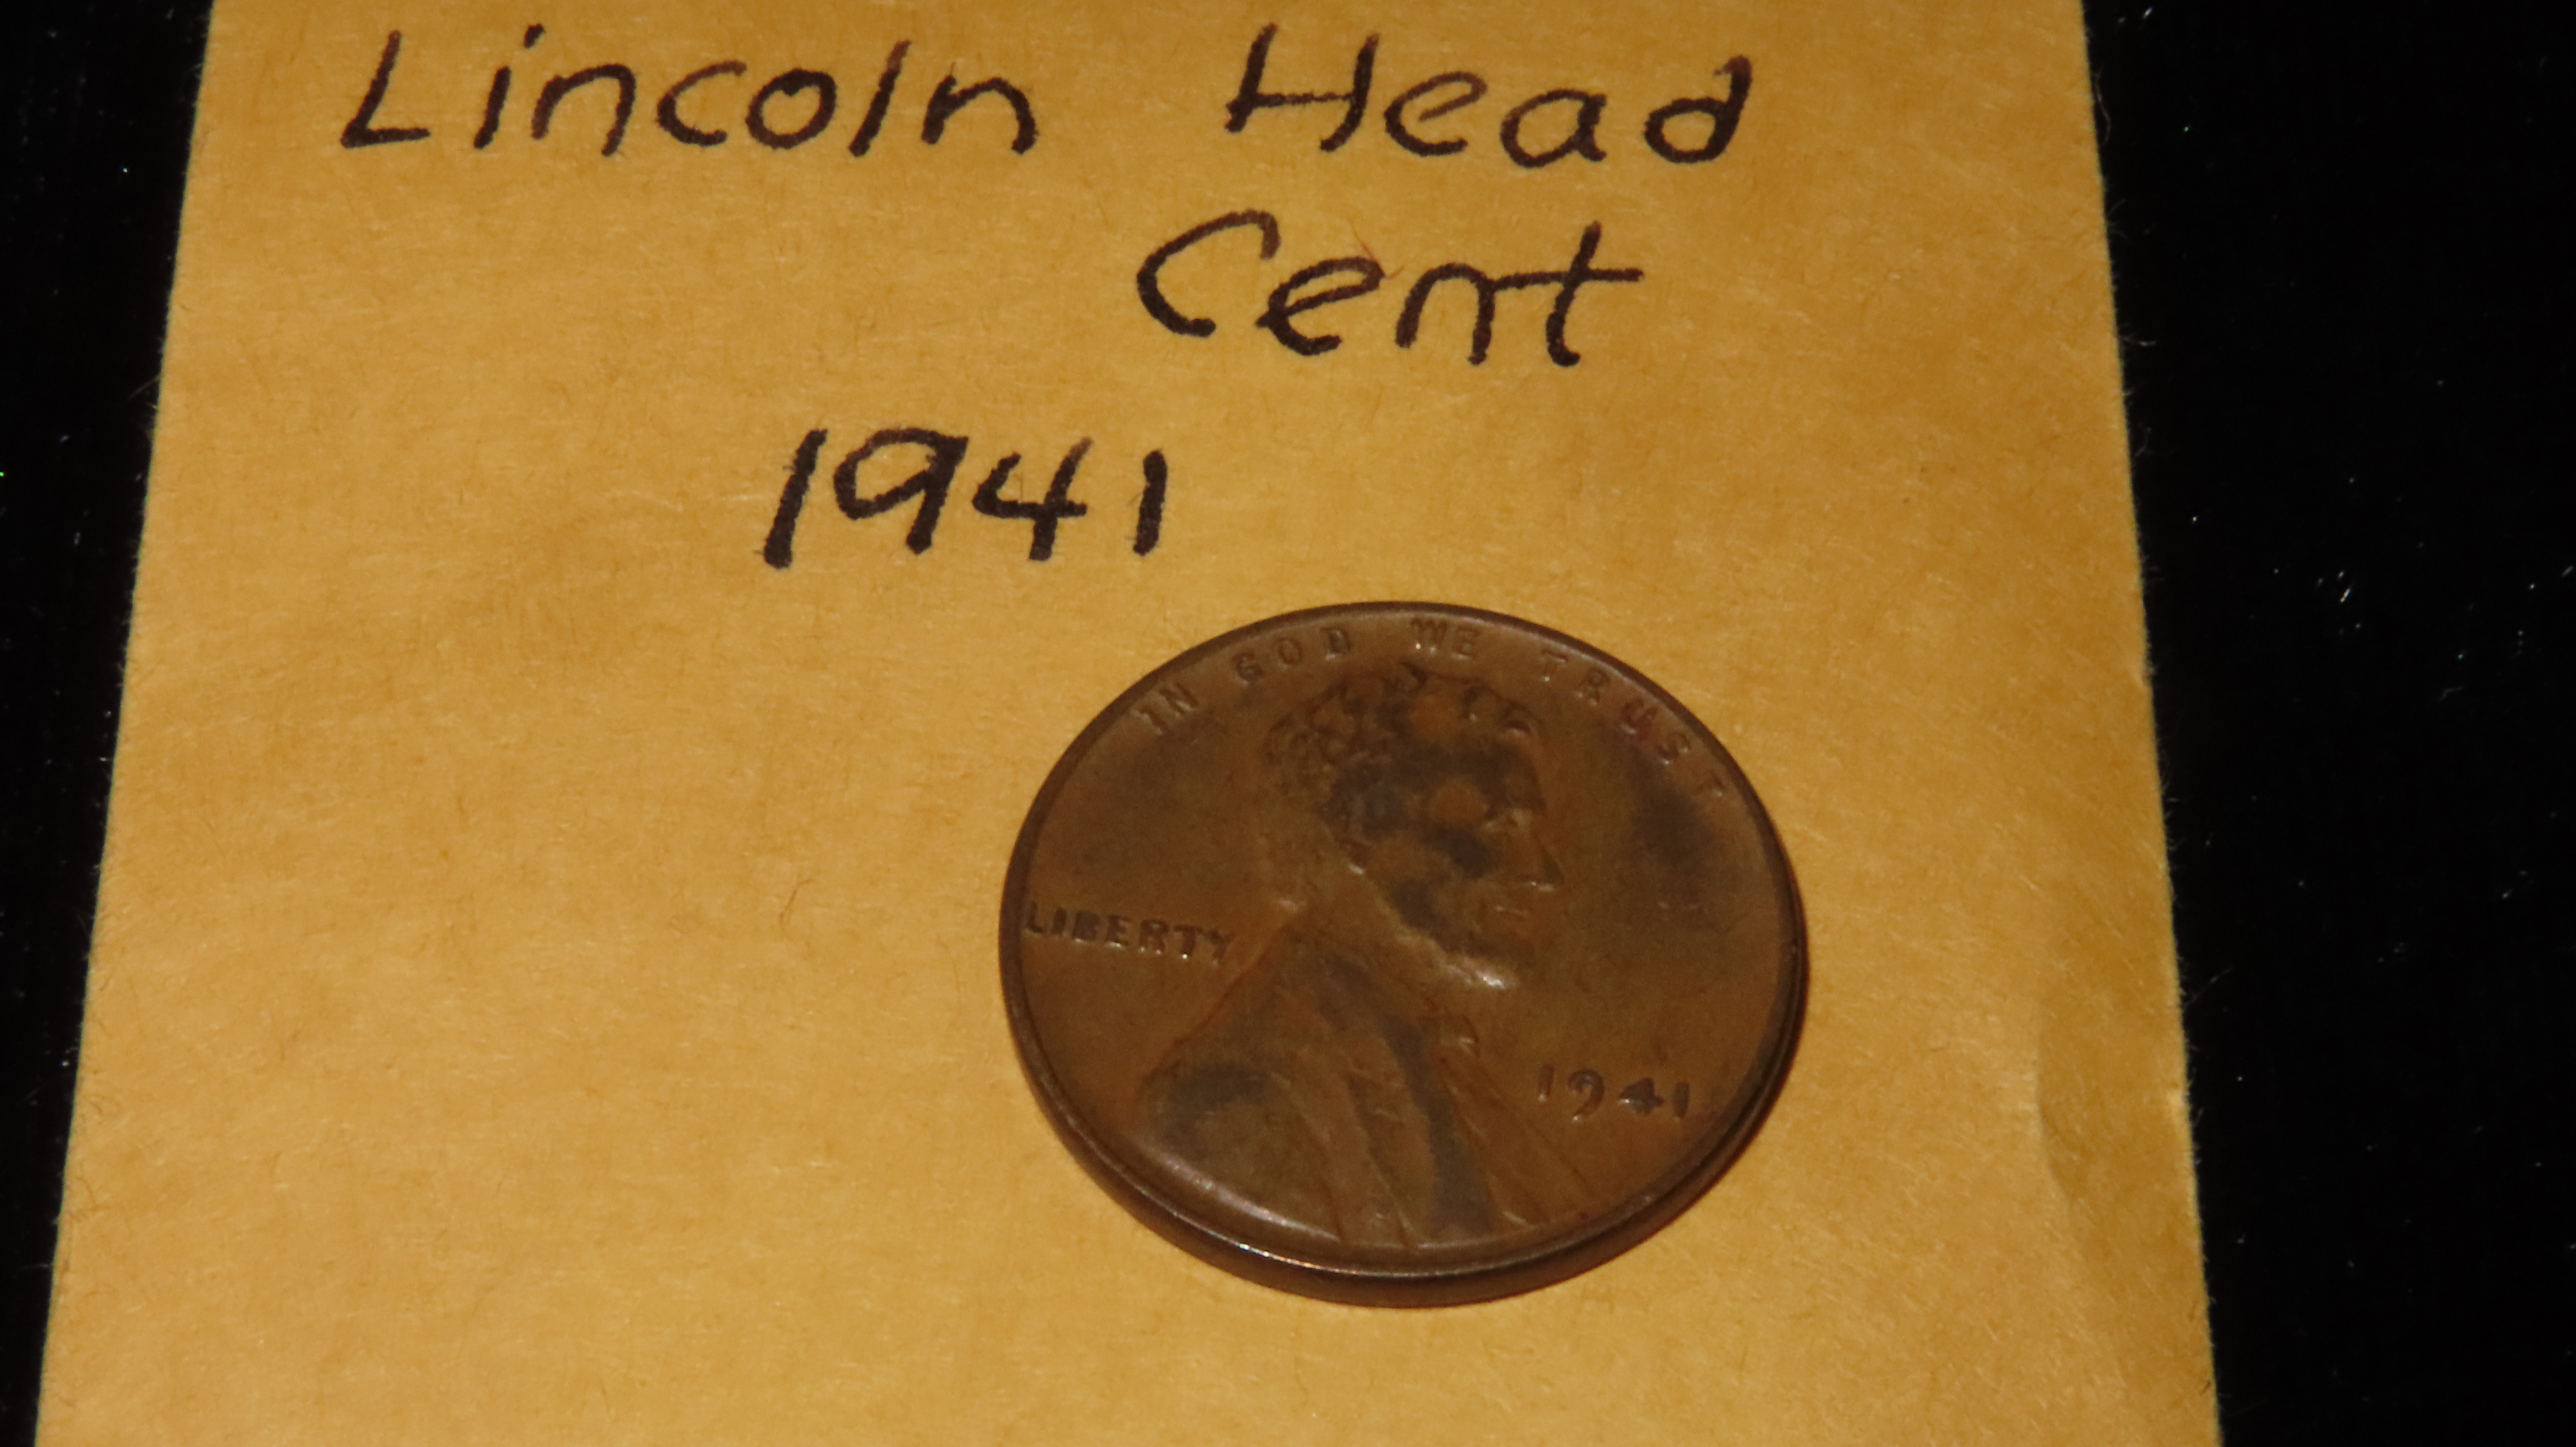 Lincoln Head
Cent
1941
IN GOD WE TRUST
LIBERTY
1941